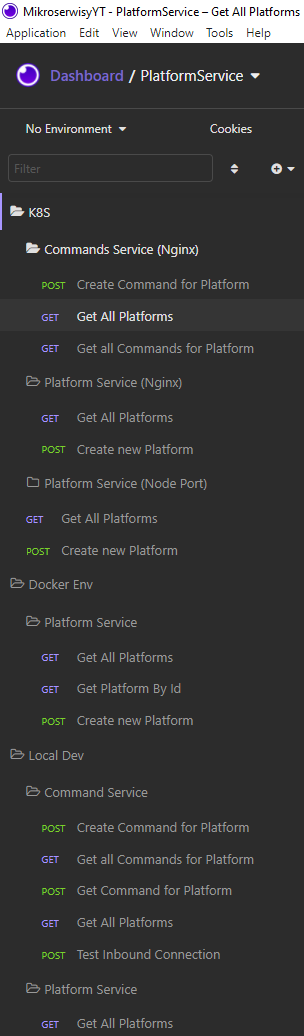 MikroserwisyYT - PlatformService – Get All Platforms
Application Edit View Window Tools Help
Dashboard / PlatformService
No Environment Cookies
Filter
K8S
Commands Service (Nginx)
POST Create Command for Platform
GET Get All Platforms
GET Get all Commands for Platform
Platform Service (Nginx)
GET Get All Platforms
POST Create new Platform
Platform Service (Node Port)
GET Get All Platforms
POST Create new Platform
Docker Env
Platform Service
GET Get All Platforms
GET Get Platform By Id
POST Create new Platform
Local Dev
Command Service
POST Create Command for Platform
GET Get all Commands for Platform
POST Get Command for Platform
GET Get All Platforms
POST Test Inbound Connection
Platform Service
GET Get All Platforms